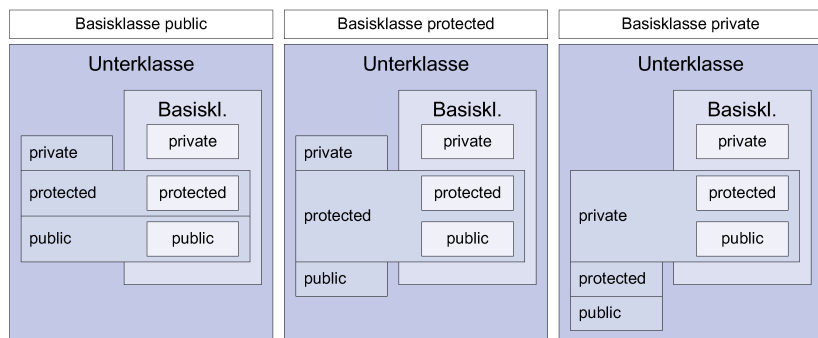 Basisklasse public
Unterklasse
Basiskl.
private
private
protected
protected
public
public
Basisklasse protected
Unterklasse
Basiskl.
private
private
protected
protected
public
public
Basisklasse private
Unterklasse
Basiskl.
private
protected
private
public
protected
public